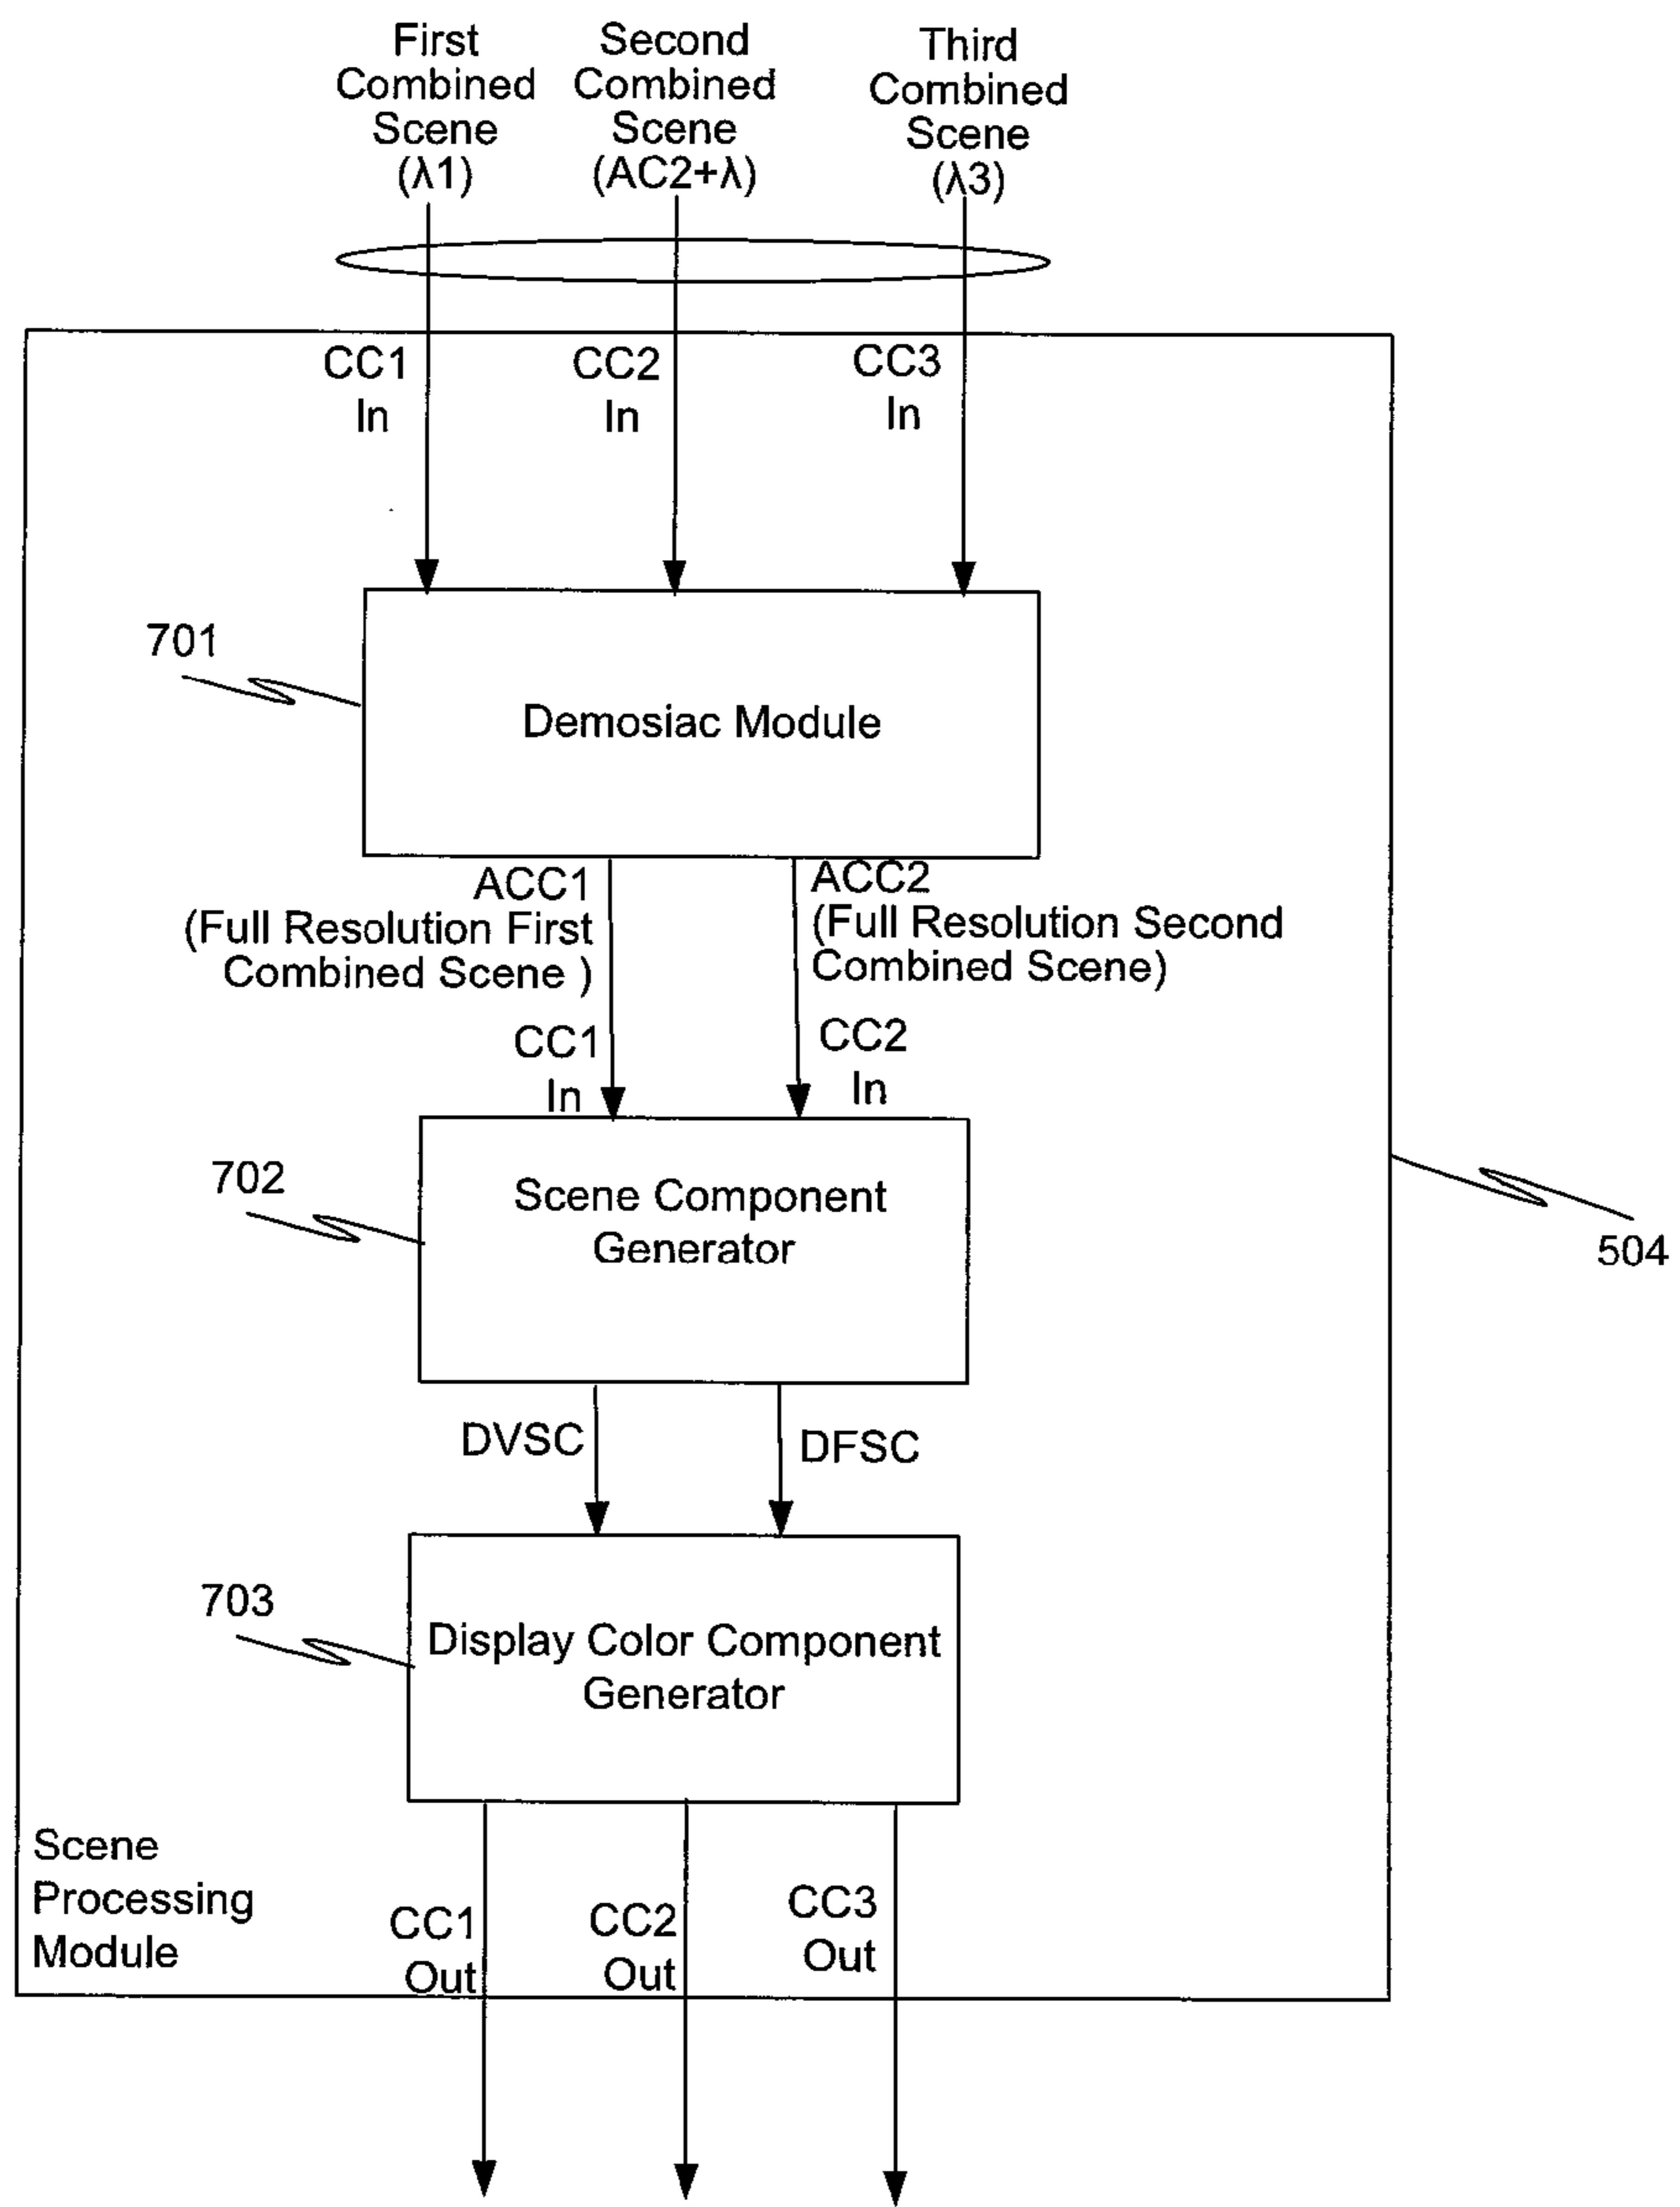 First
Combined
Scene
(λ1)
Second
Combined
Scene
(AC2+λ)
Third
Combined
Scene
(λ3)
CC1
In
CC2
In
CC3
In
701
Demosiac Module
ACC1
(Full Resolution First
Combined Scene )
ACC2
(Full Resolution Second
Combined Scene)
CC1
In
CC2
In
702
Scene Component
Generator
504
DVSC
DFSC
703
Display Color Component
Generator
Scene
Processing
Module
CC1
Out
CC2
Out
CC3
Out